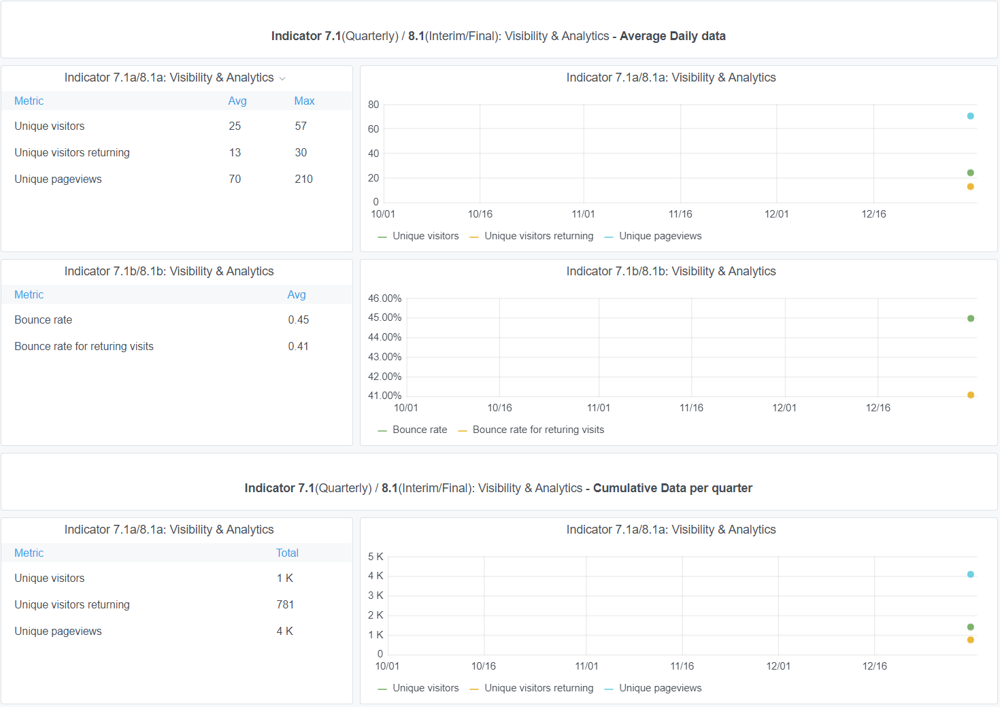 Indicator 7.1(Quarterly) / 8.1(Interim/Final): Visibility & Analytics - Average Daily data
Indicator 7.1a/8.1a: Visibility & Analytics
Metric Avg Max
Unique visitors 25 57
Unique visitors returning 13 30
Unique pageviews 70 210
Indicator 7.1a/8.1a: Visibility & Analytics
80
60
40
20
0
10/01 10/16 11/01 11/16 12/01 12/16
Unique visitors Unique visitors returning Unique pageviews
Indicator 7.1b/8.1b: Visibility & Analytics
Metric Avg
Bounce rate 0.45
Bounce rate for returing visits 0.41
Indicator 7.1b/8.1b: Visibility & Analytics
46.00%
45.00%
44.00%
43.00%
42.00%
41.00%
10/01 10/16 11/01 11/16 12/01 12/16
Bounce rate Bounce rate for returing visits
Indicator 7.1(Quarterly) / 8.1(Interim/Final): Visibility & Analytics - Cumulative Data per quarter
Indicator 7.1a/8.1a: Visibility & Analytics
Metric Total
Unique visitors 1 K
Unique visitors returning 781
Unique pageviews 4 K
Indicator 7.1a/8.1a: Visibility & Analytics
5 K
4 K
3 K
2 K
1 K
0
10/01 10/16 11/01 11/16 12/01 12/16
Unique visitors Unique visitors returning Unique pageviews